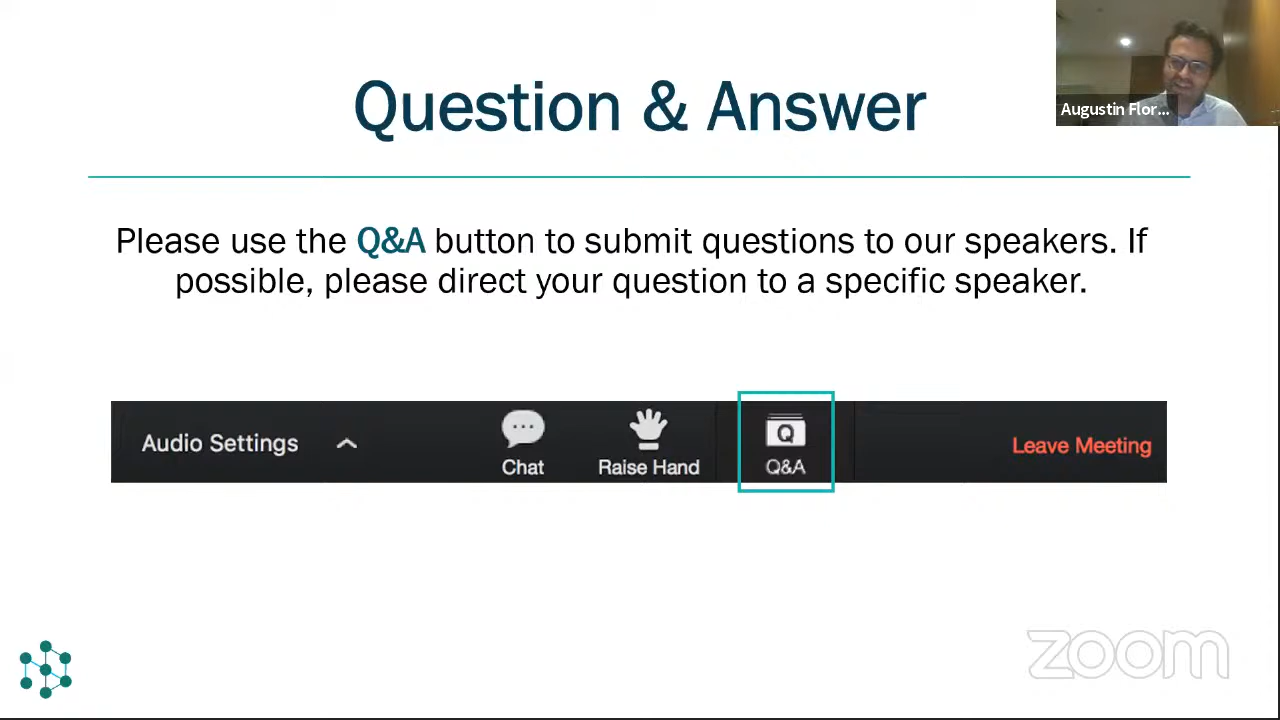 Question & Answer
Augustin Flor...
Please use the Q&A button to submit questions to our speakers. If
possible, please direct your question to a specific speaker.
Audio Settings
Chat
Raise Hand
Q
Q&A
Leave Meeting
zoom